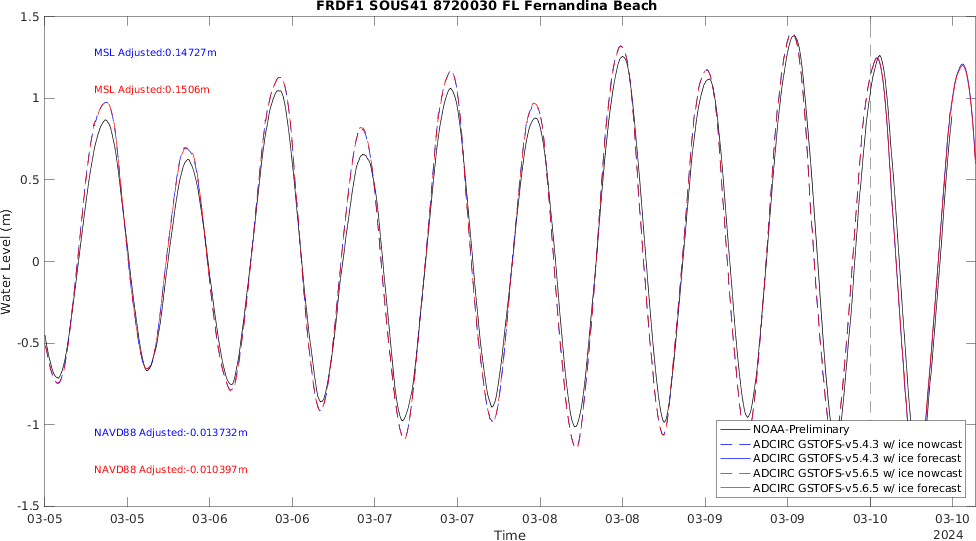 FRDF1 SOUS41 8720030 FL Fernandina Beach
1.5
1
0.5
0
-0.5
-1
-1.5
Water Level (m)
MSL Adjusted:0.14727m
MSL Adjusted:0.1506m
NAVD88 Adjusted:-0.013732m
NAVD88 Adjusted:-0.010397m
NOAA-Preliminary
ADCIRC GSTOFS-v5.4.3 w/ ice nowcast
ADCIRC GSTOFS-v5.4.3 w/ ice forecast
ADCIRC GSTOFS-v5.6.5 w/ ice nowcast
ADCIRC GSTOFS-v5.6.5 w/ ice forecast
03-05 03-05 03-06 03-06 03-07 03-07 03-08 03-08 03-09 03-09 03-10 03-10
Time
2024